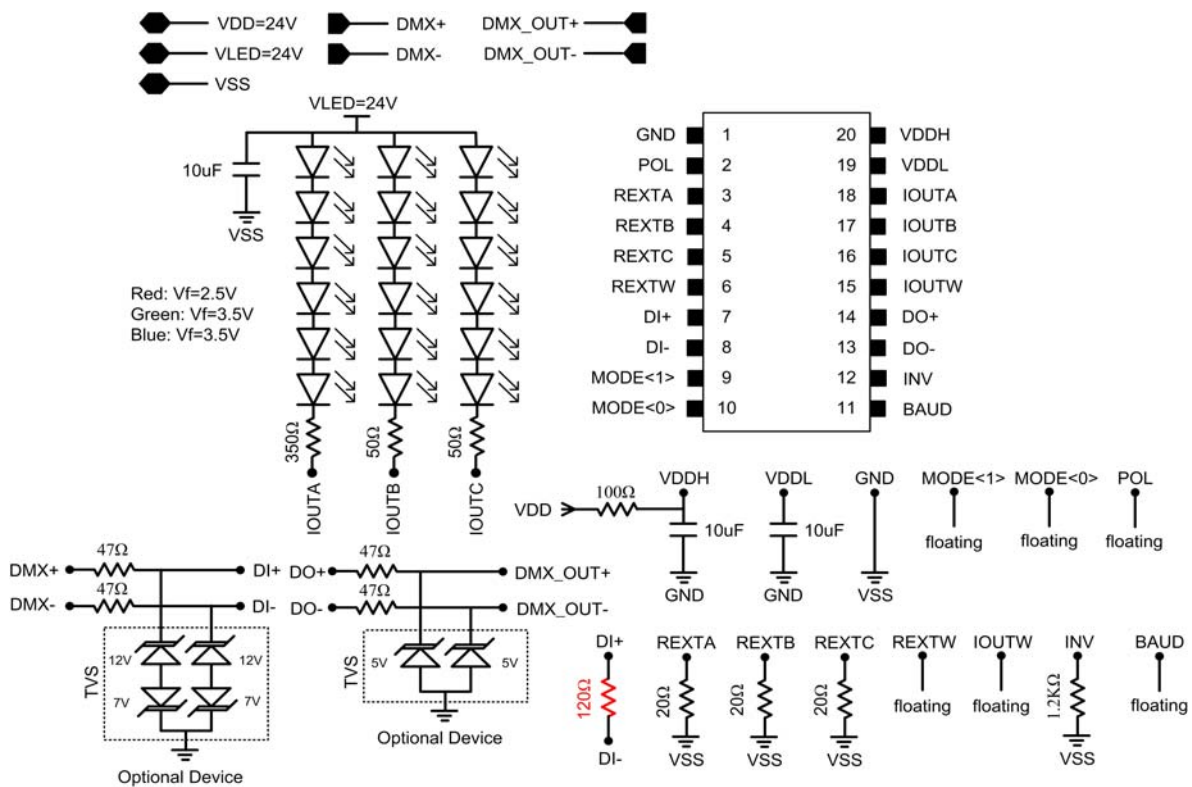 VDD=24V
DMX+
DMX_OUT+
VLED=24V
DMX-
DMX_OUT-
VSS
VLED=24V
10uF
VSS
Red: Vf=2.5V
Green: Vf=3.5V
Blue: Vf=3.5V
350Ω
50Ω
50Ω
IOUTA
IOUTB
IOUTC
GND 1 20 VDDH
POL 2 19 VDDL
REXTA 3 18 IOUTA
REXTB 4 17 IOUTB
REXTC 5 16 IOUTC
REXTW 6 15 IOUTW
DI+ 7 14 DO+
DI- 8 13 DO-
MODE<1> 9 12 INV
MODE<0> 10 11 BAUD
VDD
100Ω
VDDH
10uF
GND
VDDL
10uF
GND
GND
VSS
MODE<1>
floating
MODE<0>
floating
POL
floating
DMX+
47Ω
DI+
DMX-
47Ω
DI-
TVS
12V
12V
7V
7V
Optional Device
DO+
47Ω
DMX_OUT+
DO-
47Ω
DMX_OUT-
TVS
5V
5V
Optional Device
DI+
120Ω
DI-
REXTA
20Ω
VSS
REXTB
20Ω
VSS
REXTC
20Ω
VSS
REXTW
floating
IOUTW
floating
INV
1.2KΩ
VSS
BAUD
floating